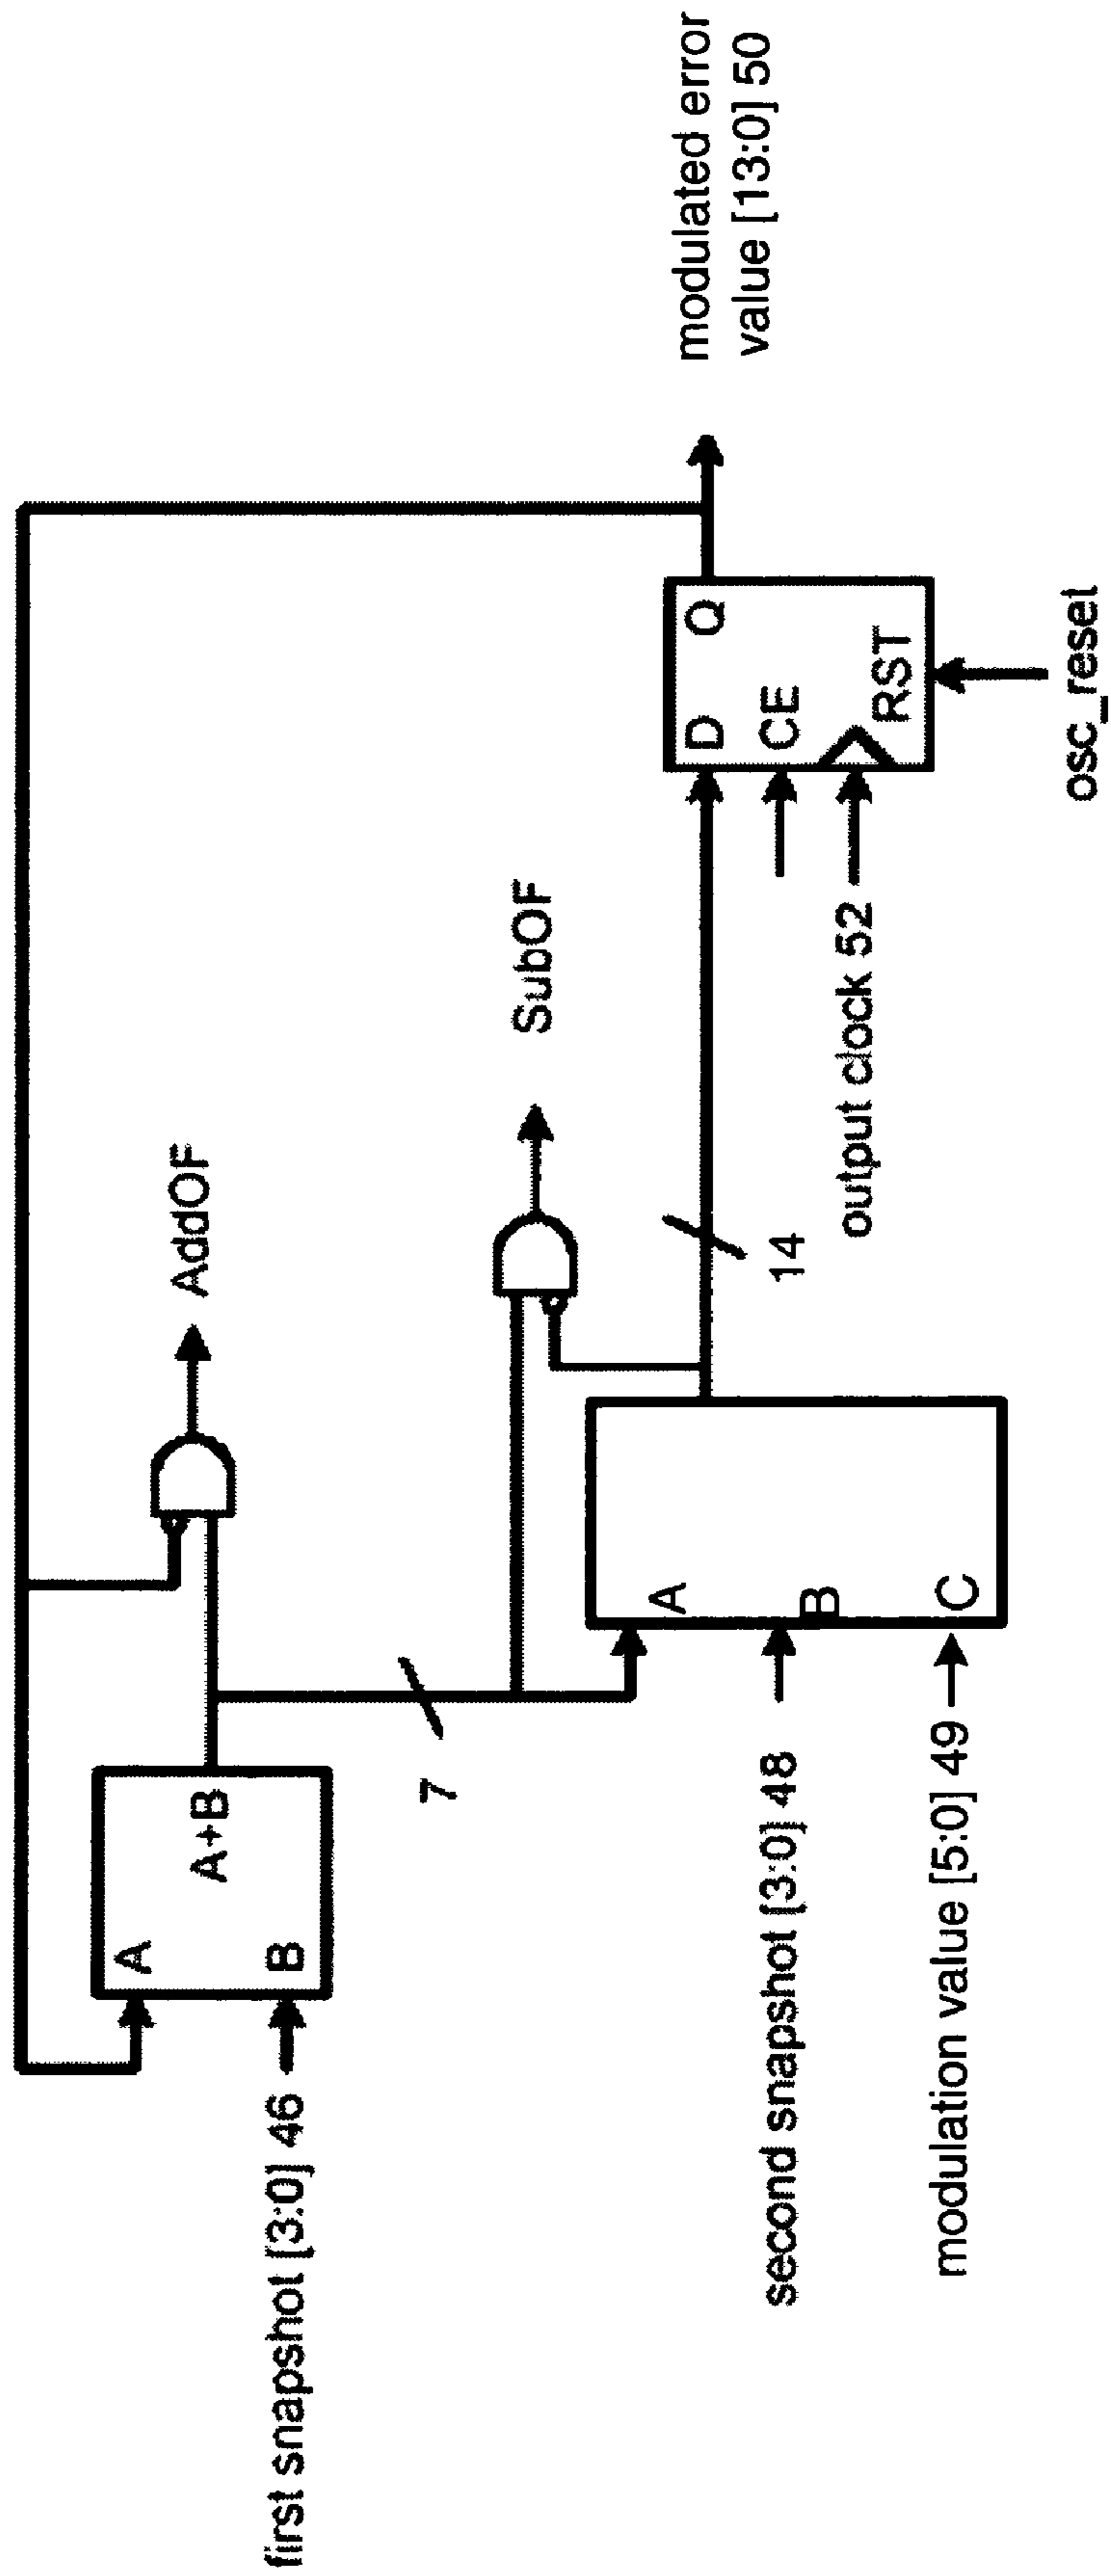 AddOF
SubOF
A
B
A+B
first snapshot [3:0] 46
7
A
B
C
second snapshot [3:0] 48
modulation value [5:0] 49
14
D
Q
CE
RST
output clock 52
osc_reset
modulated error
value [13:0] 50